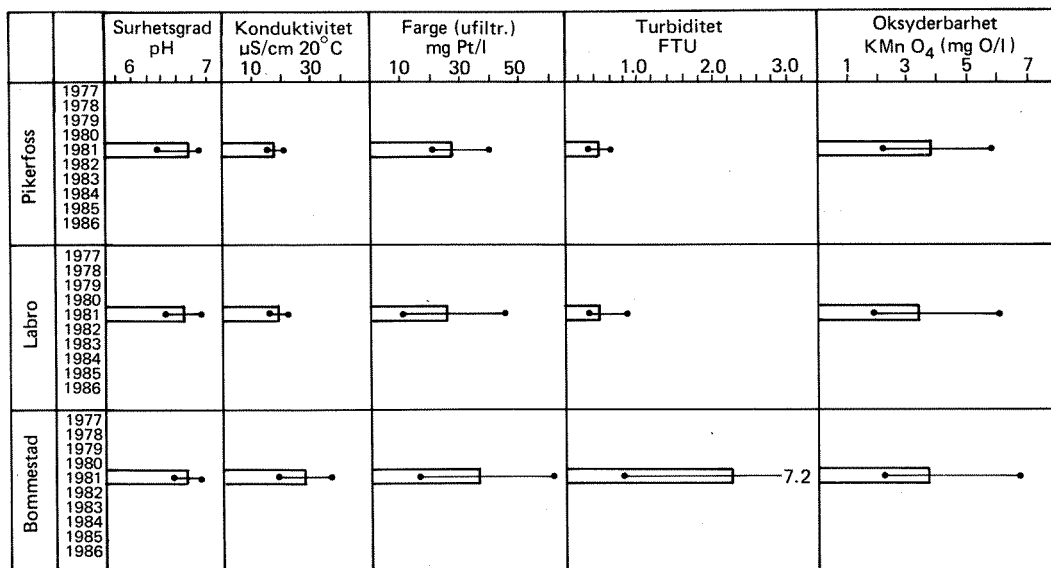 Surhetsgrad
pH
6 7
Konduktivitet
µS/cm 20°C
10 30
Farge (ufiltr.)
mg Pt/l
10 30 50
Turbiditet
FTU
1.0 2.0 3.0
Oksyderbarhet
KMn O₄ (mg O/l)
1 3 5 7
Pikerfoss
1977
1978
1979
1980
1981
1982
1983
1984
1985
1986
Labro
1977
1978
1979
1980
1981
1982
1983
1984
1985
1986
Bommestad
1977
1978
1979
1980
1981
7.2
1982
1983
1984
1985
1986